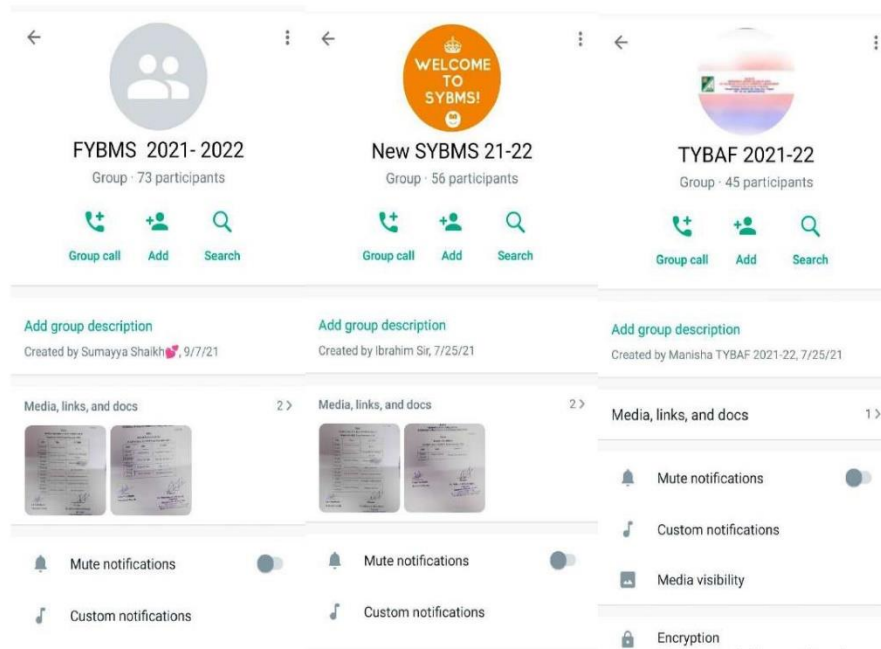 FYBMS 2021- 2022
Group · 73 participants
Group call Add Search
Add group description
Created by Sumayya Shaikh💕, 9/7/21
Media, links, and docs 2 >
Mute notifications
Custom notifications
WELCOME
TO
SYBMS!
New SYBMS 21-22
Group · 56 participants
Group call Add Search
Add group description
Created by Ibrahim Sir, 7/25/21
Media, links, and docs 2 >
Mute notifications
Custom notifications
TYBAF 2021-22
Group · 45 participants
Group call Add Search
Add group description
Created by Manisha TYBAF 2021-22, 7/25/21
Media, links, and docs 1 >
Mute notifications
Custom notifications
Media visibility
Encryption